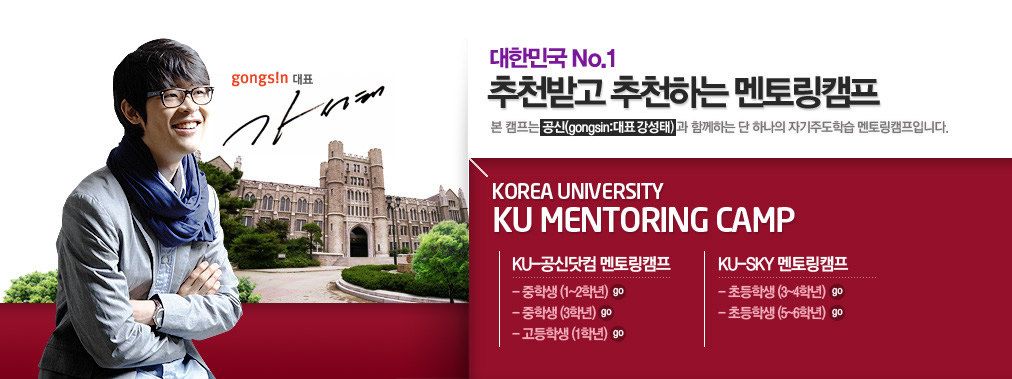 gongs!n 대표
강성태
대한민국 No.1
추천받고 추천하는 멘토링캠프
본 캠프는 공신(gongsin:대표 강성태)과 함께하는 단 하나의 자기주도학습 멘토링캠프입니다.
KOREA UNIVERSITY
KU MENTORING CAMP
KU-공신닷컴 멘토링캠프
- 중학생 (1~2학년) go
- 중학생 (3학년) go
- 고등학생 (1학년) go
KU-SKY 멘토링캠프
- 초등학생 (3~4학년) go
- 초등학생 (5-6학년) go